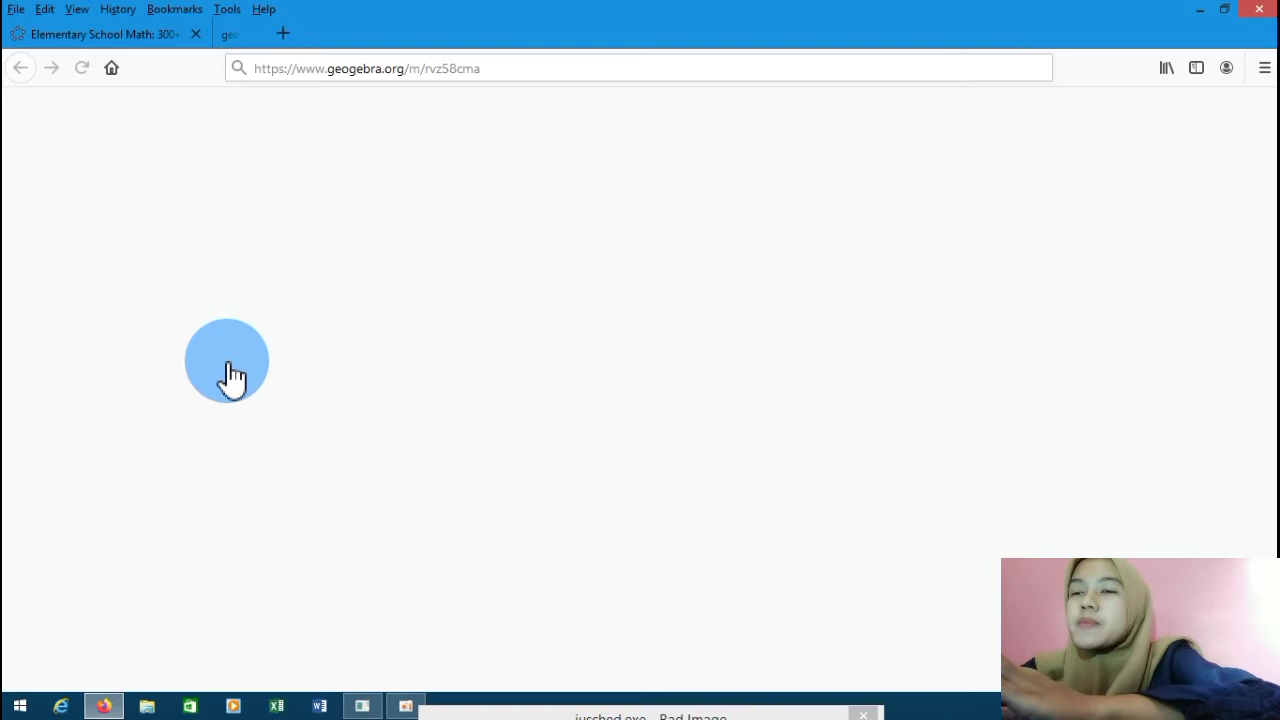 File Edit View History Bookmarks Tools Help
Elementary School Math: 300+
geo
https://www.geogebra.org/m/rvz58cma
jusched.exe - Bad Image